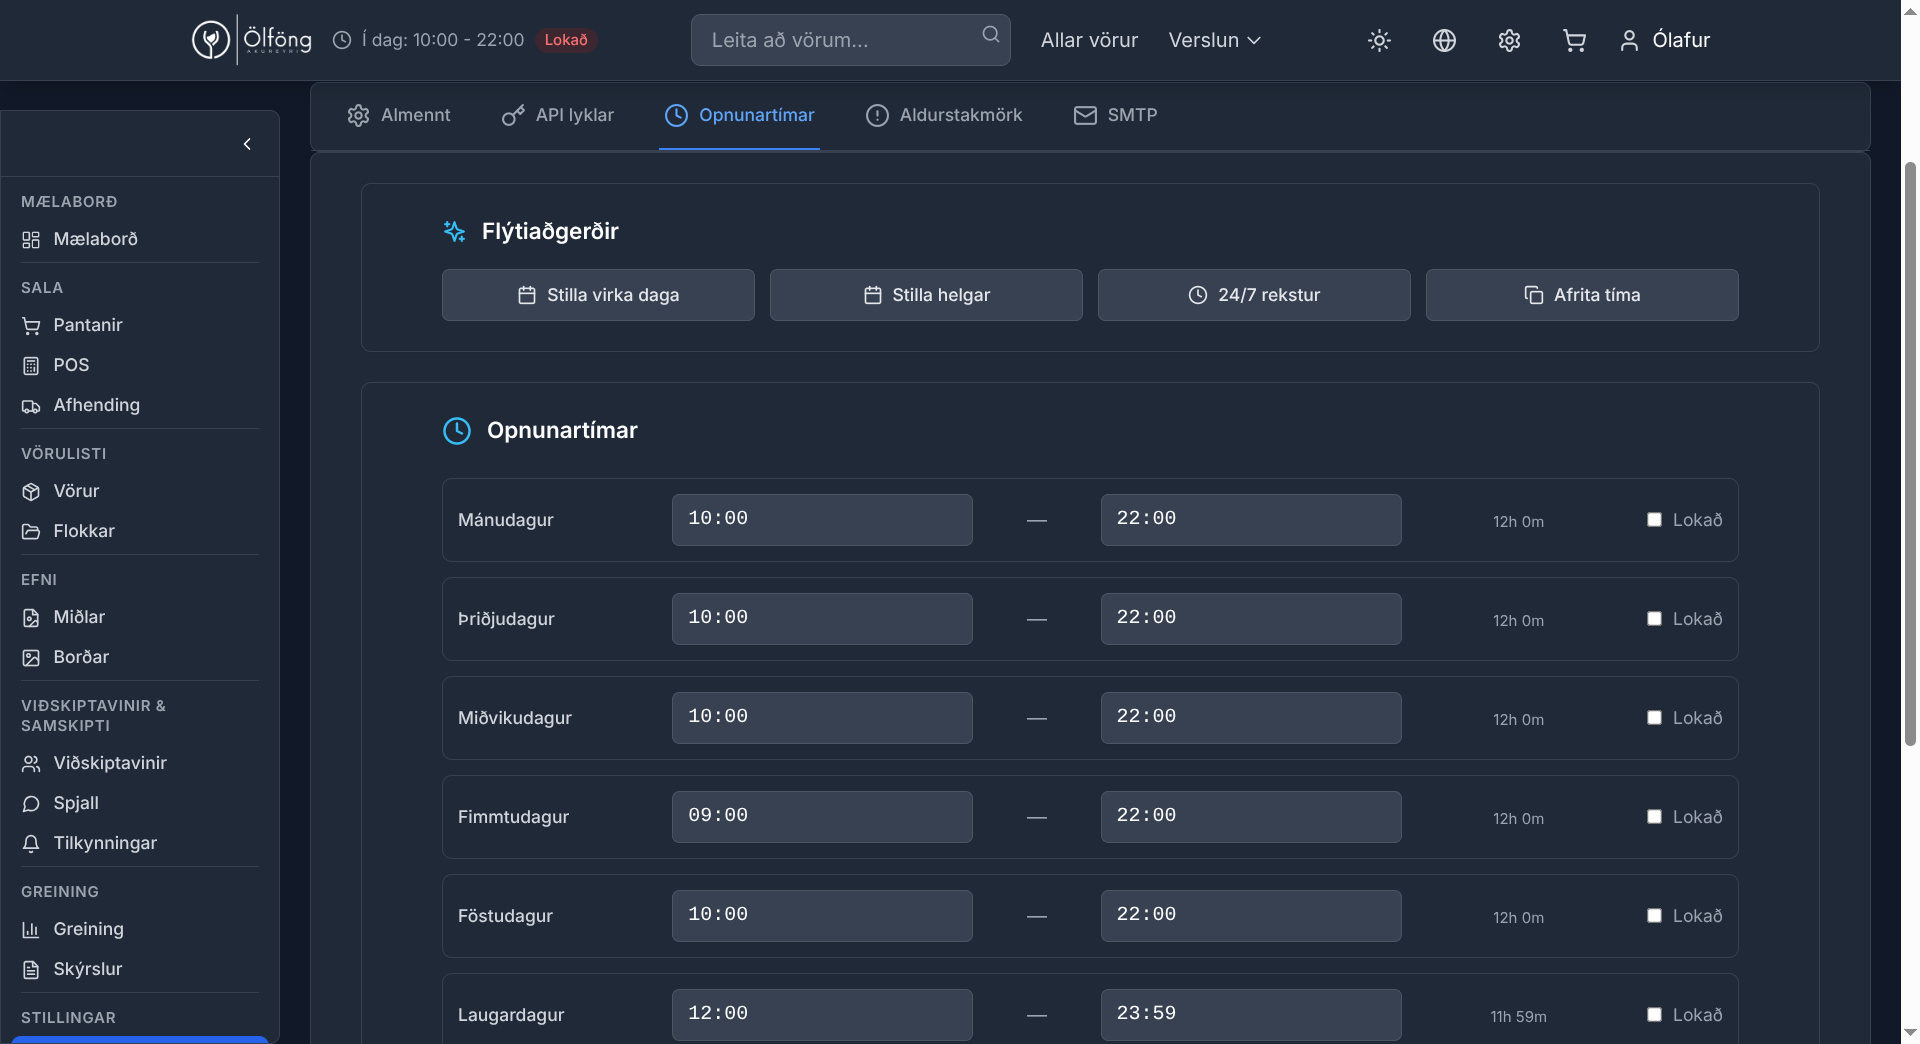 Ölföng
AKUREYRI
Í dag: 10:00 - 22:00
Lokað
Leita að vörum...
Allar vörur
Verslun
Ólafur
Almennt
API lyklar
Opnunartímar
Aldurstakmörk
SMTP
MÆLABORÐ
Mælaborð
SALA
Pantanir
POS
Afhending
VÖRULISTI
Vörur
Flokkar
EFNI
Miðlar
Borðar
VIÐSKIPTAVINIR &
SAMSKIPTI
Viðskiptavinir
Spjall
Tilkynningar
GREINING
Greining
Skýrslur
STILLINGAR
Flýtiaðgerðir
Stilla virka daga
Stilla helgar
24/7 rekstur
Afrita tíma
Opnunartímar
Mánudagur 10:00 — 22:00 12h 0m Lokað
Þriðjudagur 10:00 — 22:00 12h 0m Lokað
Miðvikudagur 10:00 — 22:00 12h 0m Lokað
Fimmtudagur 09:00 — 22:00 12h 0m Lokað
Föstudagur 10:00 — 22:00 12h 0m Lokað
Laugardagur 12:00 — 23:59 11h 59m Lokað